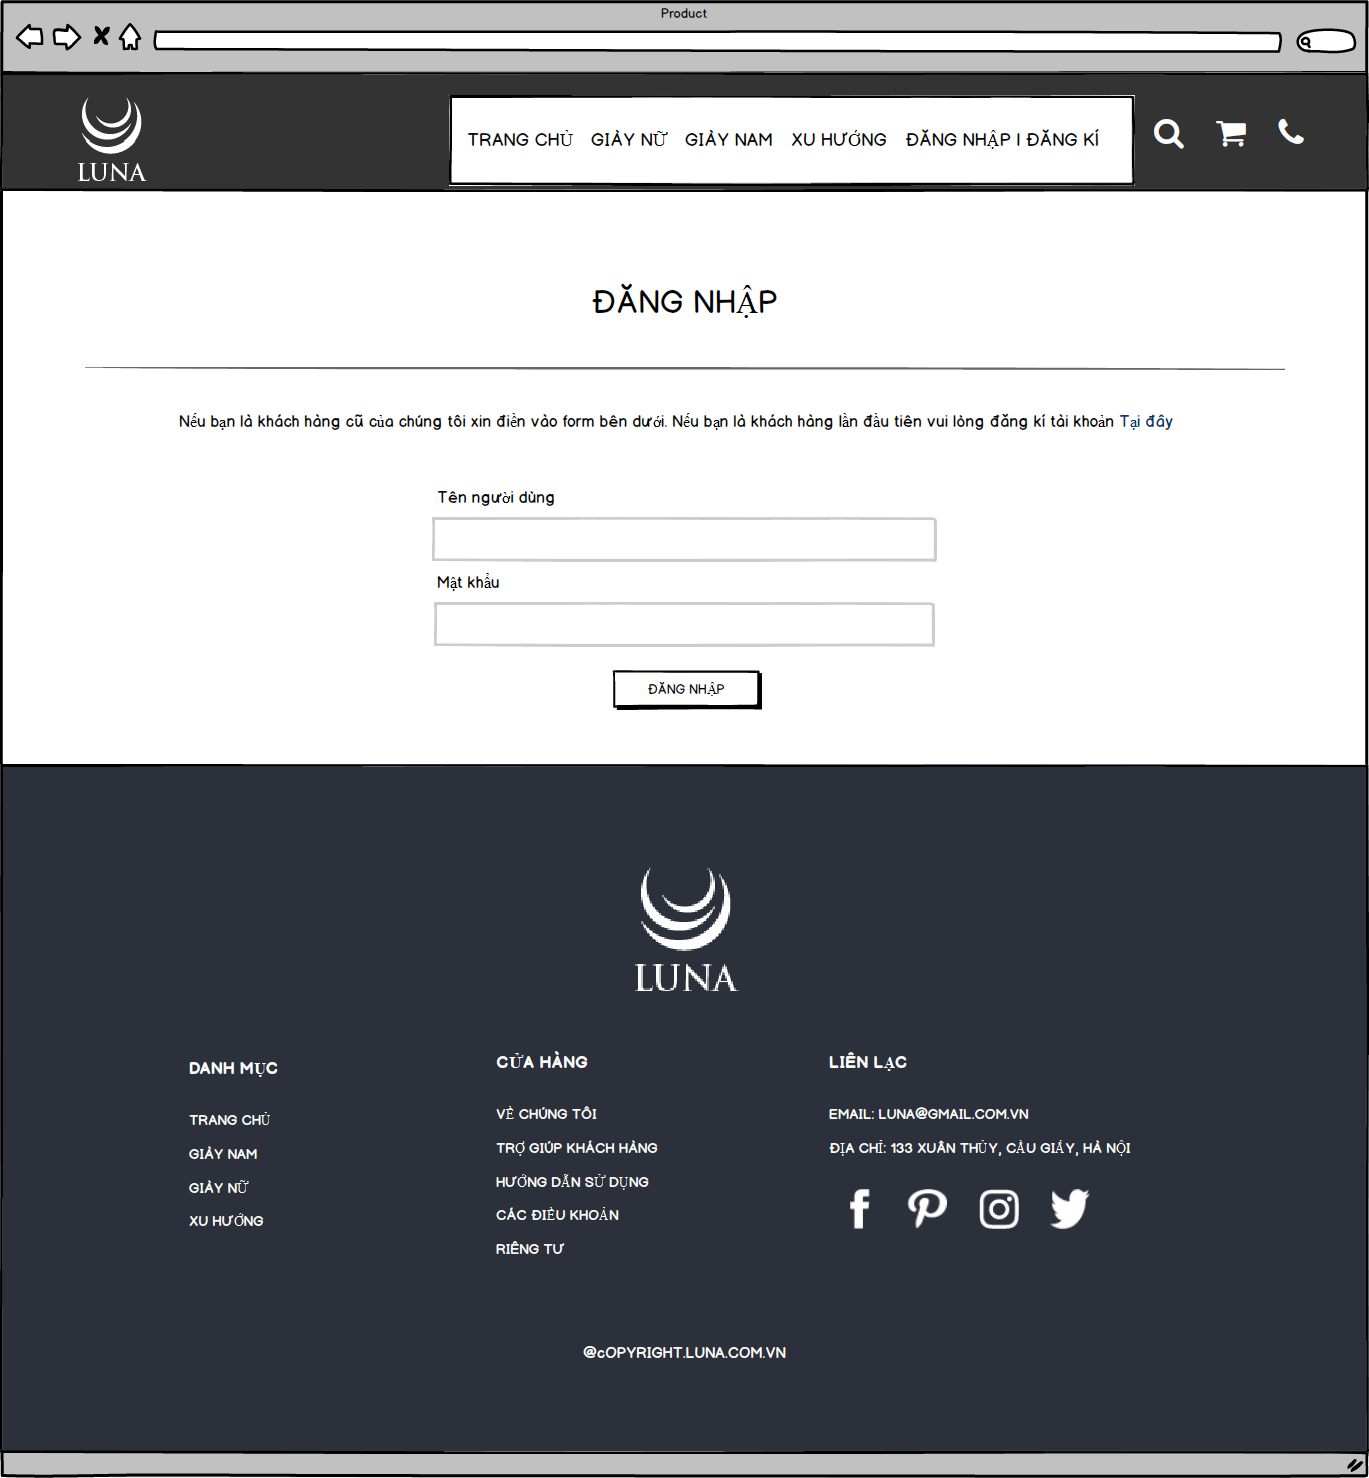 Product
LUNA
TRANG CHỦ GIÀY NỮ GIÀY NAM XU HƯỚNG ĐĂNG NHẬP | ĐĂNG KÍ
ĐĂNG NHẬP
Nếu bạn là khách hàng cũ của chúng tôi xin điền vào form bên dưới. Nếu bạn là khách hàng lần đầu tiên vui lòng đăng kí tài khoản Tại đây
Tên người dùng
Mật khẩu
ĐĂNG NHẬP
LUNA
DANH MỤC
TRANG CHỦ
GIÀY NAM
GIÀY NỮ
XU HƯỚNG
CỬA HÀNG
VỀ CHÚNG TÔI
TRỢ GIÚP KHÁCH HÀNG
HƯỚNG DẪN SỬ DỤNG
CÁC ĐIỀU KHOẢN
RIÊNG TƯ
LIÊN LẠC
EMAIL: LUNA@GMAIL.COM.VN
ĐỊA CHỈ: 133 XUÂN THỦY, CẦU GIẤY, HÀ NỘI
@cOPYRIGHT.LUNA.COM.VN